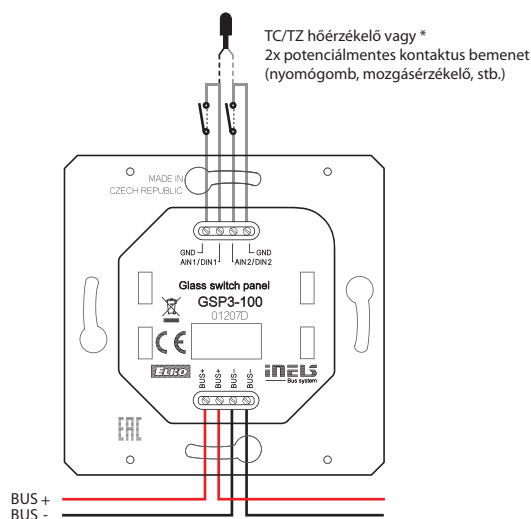 TC/TZ hőérzékelő vagy *
2x potenciálmentes kontaktus bemenet
(nyomógomb, mozgásérzékelő, stb.)
MADE IN
CZECH REPUBLIC
GND GND
AIN1/DIN1 AIN2/DIN2
Glass switch panel
GSP3-100
01207D
CE
ELKO iNELS
Bus system
BUS+ BUS+ BUS- BUS-
EAC
BUS +
BUS -